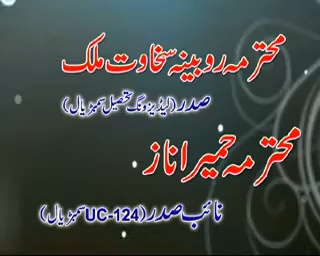 محترمہ روبینہ سخاوت ملک
صدر (لیڈیز ونگ تحصیل سمبڑیال)
محترمہ حمیرا ناز
نائب صدر (UC-124 سمبڑیال)